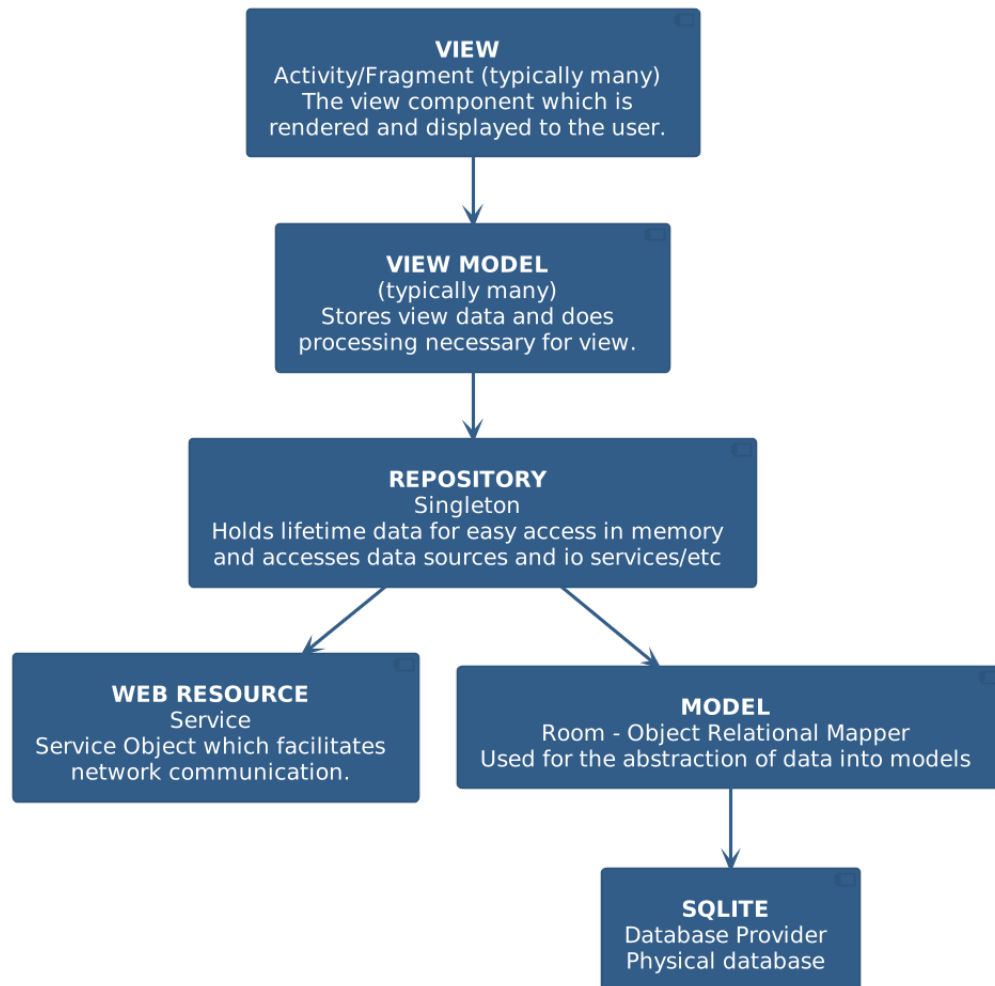 VIEW
Activity/Fragment (typically many)
The view component which is
rendered and displayed to the user.
VIEW MODEL
(typically many)
Stores view data and does
processing necessary for view.
REPOSITORY
Singleton
Holds lifetime data for easy access in memory
and accesses data sources and io services/etc
WEB RESOURCE
Service
Service Object which facilitates
network communication.
MODEL
Room - Object Relational Mapper
Used for the abstraction of data into models
SQLITE
Database Provider
Physical database